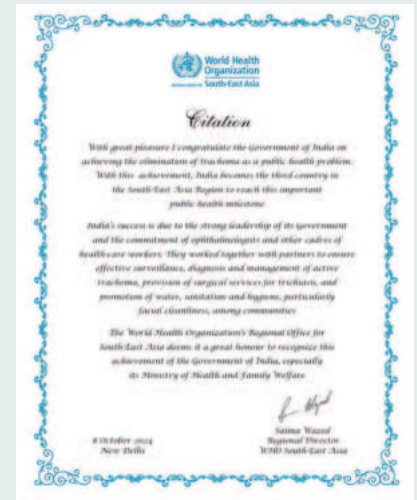 World Health
Organization
South-East Asia
Citation
With great pleasure I congratulate the Government of India on
achieving the elimination of trachoma as a public health problem.
With this achievement, India becomes the third country in
the South-East Asia Region to reach this important
public health milestone
India's success is due to the strong leadership of its government
and the commitment of ophthalmologists and other cadres of
healthcare workers. They worked together with partners to ensure
effective surveillance, diagnosis and management of active
trachoma, provision of surgical services for trichiasis, and
promotion of water, sanitation and hygiene, particularly
facial cleanliness, among communities
The World Health Organization's Regional Office for
South-East Asia deems it a great honour to recognize this
achievement of the Government of India, especially
its Ministry of Health and Family Welfare
Saima Wazed
8 October 2024
Regional Director
New Delhi
WHO South-East Asia